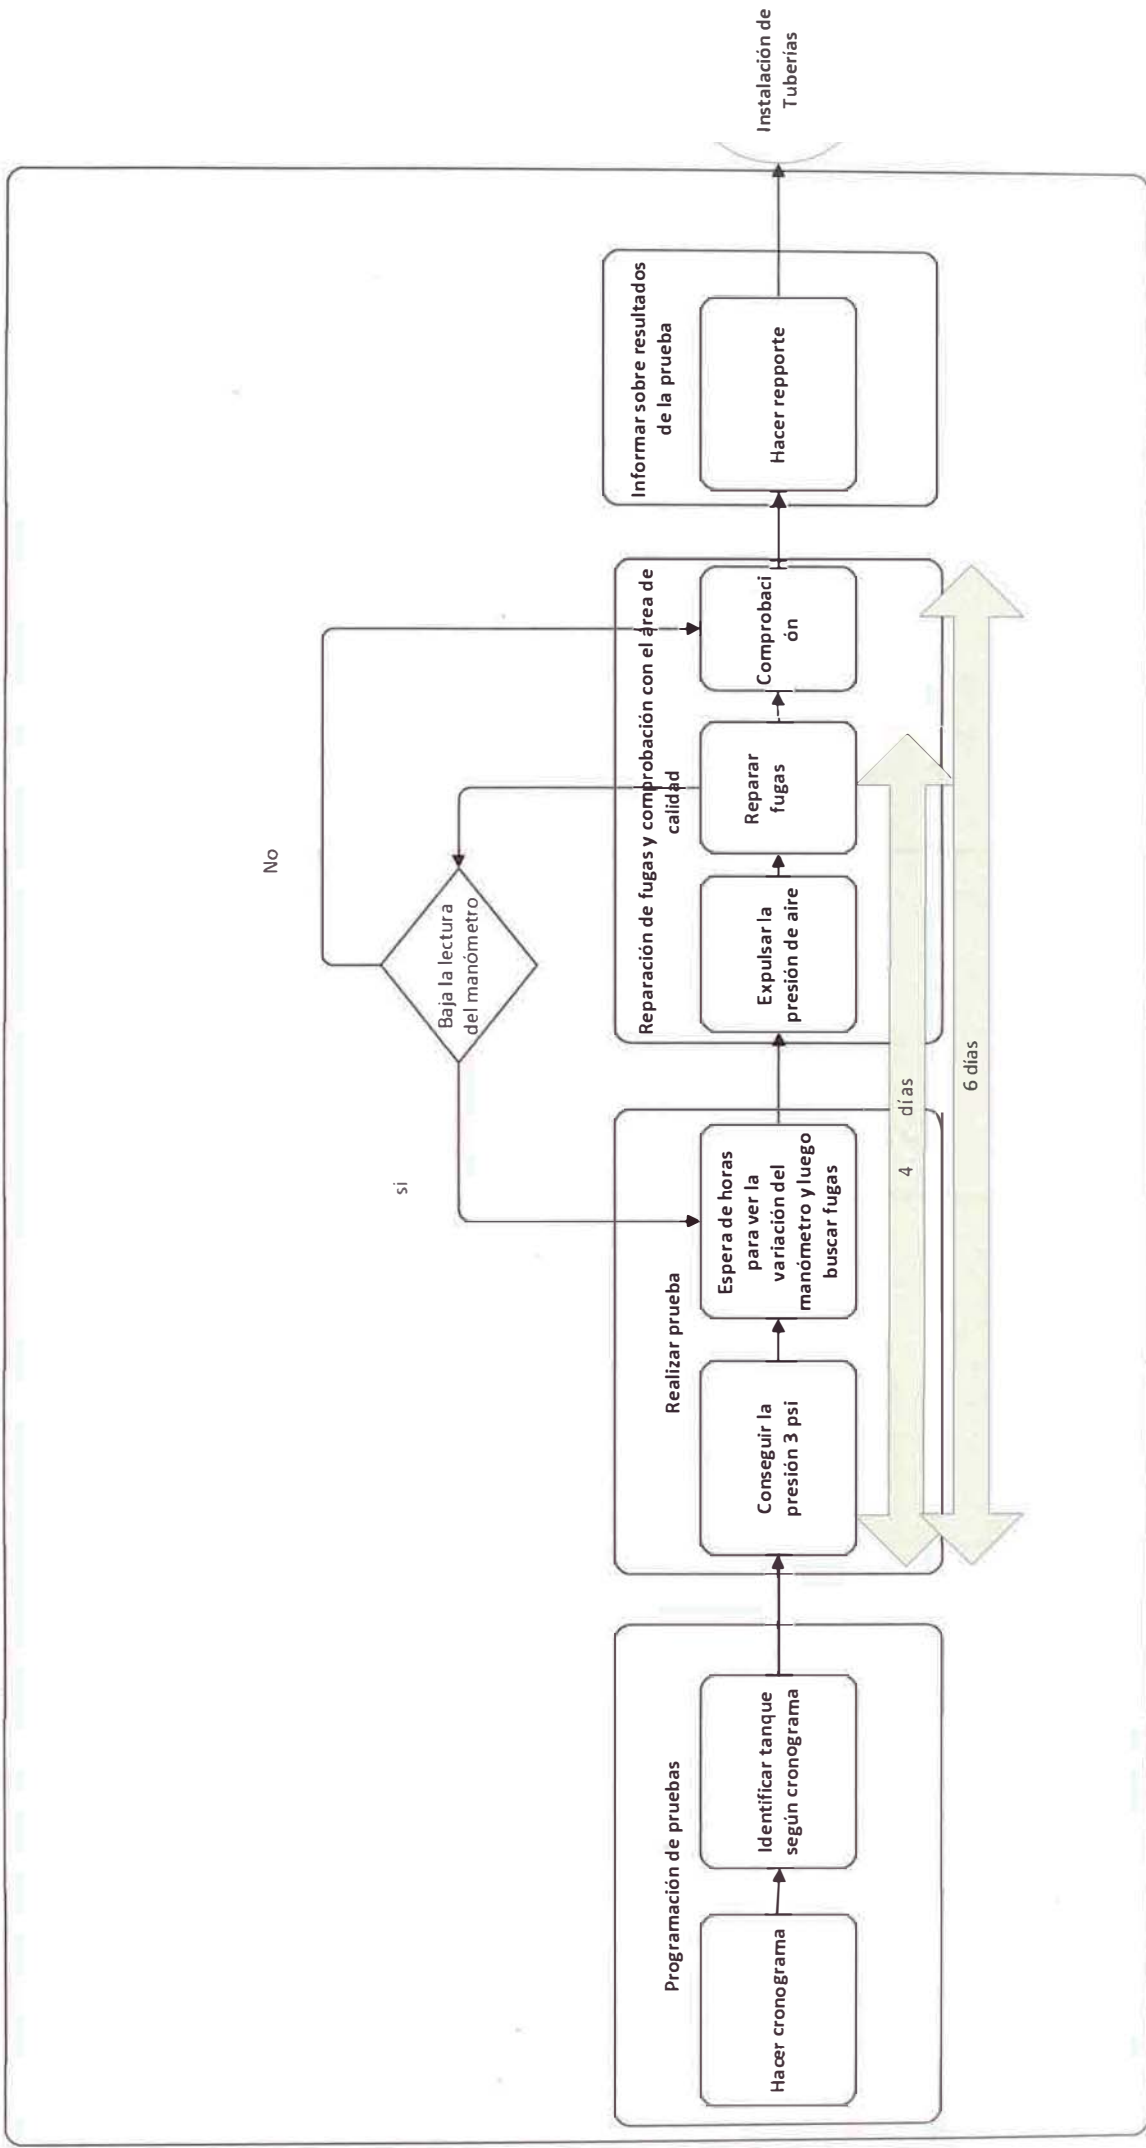 Programación de pruebas
Hacer cronograma
Identificar tanque
según cronograma
Realizar prueba
Conseguir la
presión 3 psi
Espera de horas
para ver la
variación del
manómetro y luego
buscar fugas
si
Baja la lectura
del manómetro
No
Reparación de fugas y comprobación con el área de
calidad
Expulsar la
presión de aire
Reparar
fugas
Comprobaci
ón
Informar sobre resultados
de la prueba
Hacer repporte
Instalación de
Tuberías
4 días
6 días